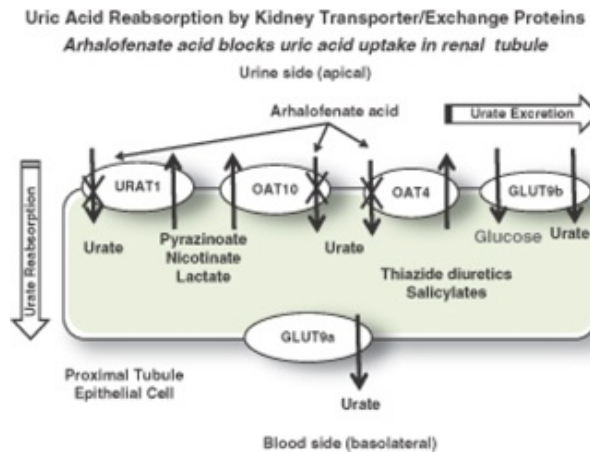 Uric Acid Reabsorption by Kidney Transporter/Exchange Proteins
Arhalofenate acid blocks uric acid uptake in renal tubule
Urine side (apical)
Arhalofenate acid
Urate Excretion
URAT1
OAT10
OAT4
GLUT9b
Urate Reabsorption
Urate
Pyrazinoate
Nicotinate
Lactate
Urate
Glucose
Urate
Thiazide diuretics
Salicylates
GLUT9a
Proximal Tubule
Epithelial Cell
Urate
Blood side (basolateral)